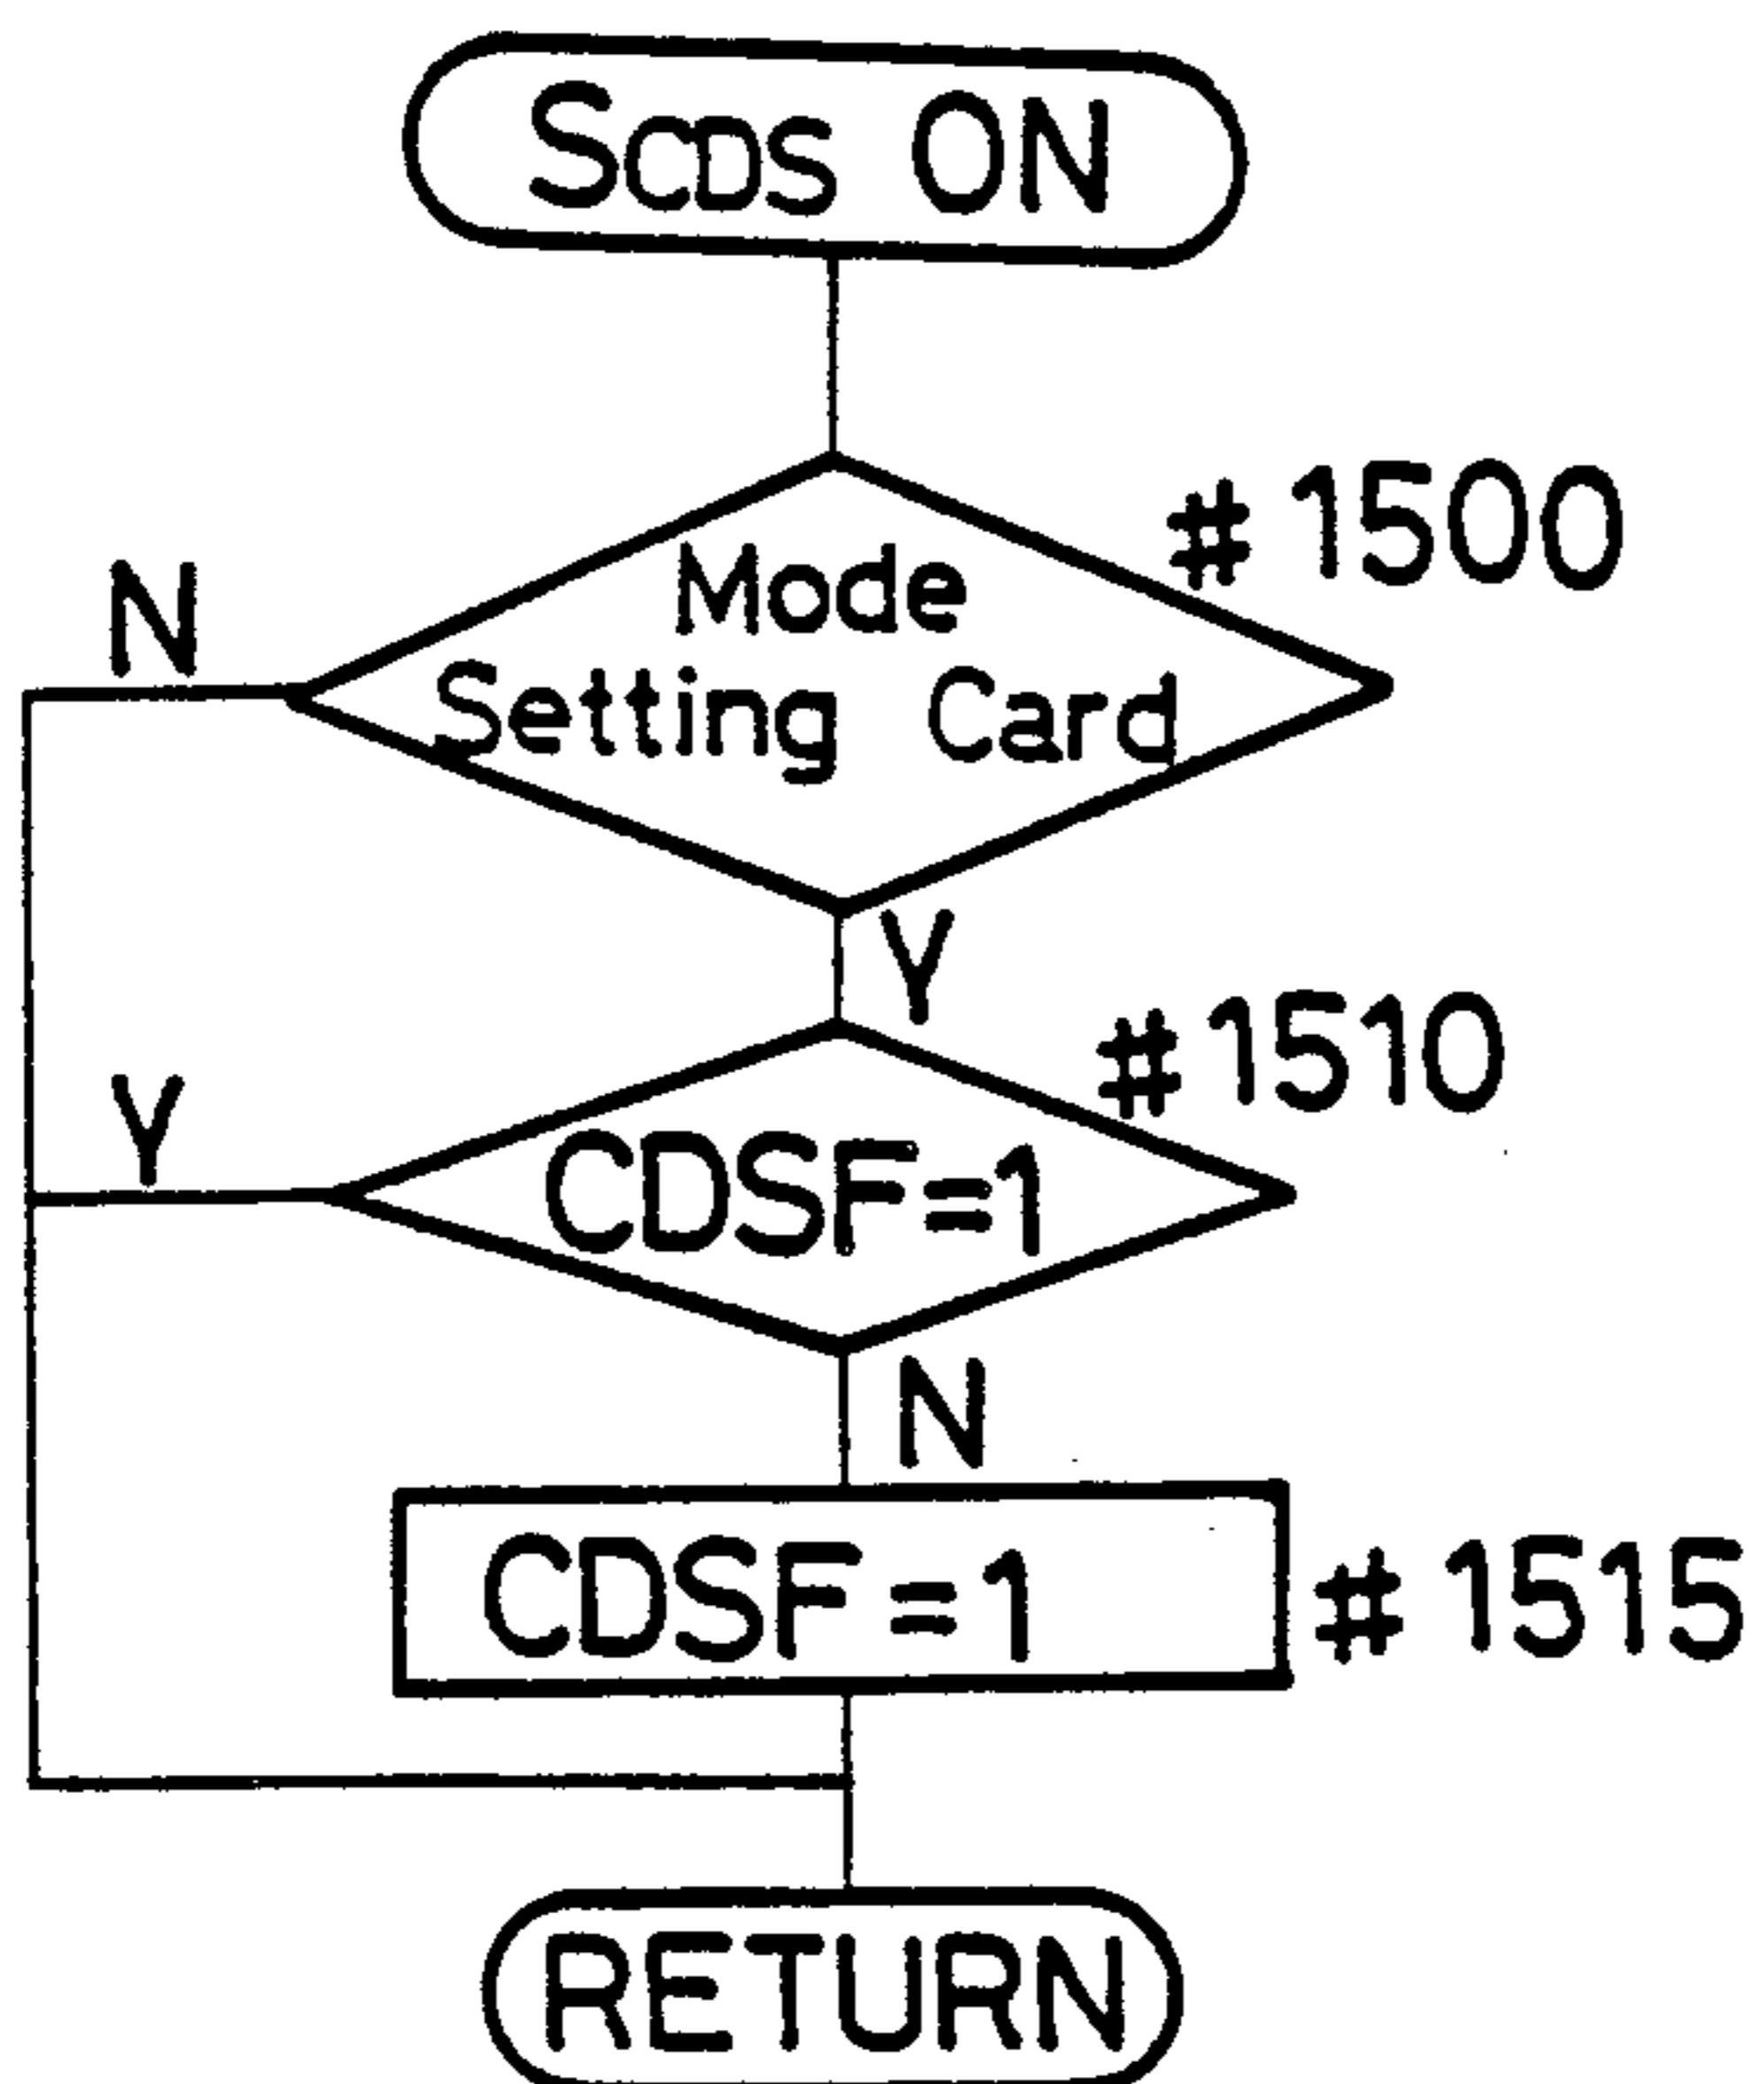 SCDS ON
#1500
N
Mode
Setting Card
Y
#1510
Y
CDSF=1
N
CDSF=1
#1515
RETURN